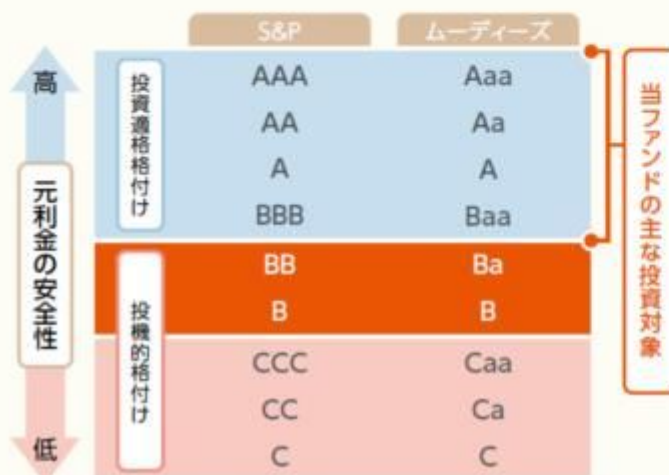 S&P ムーディーズ
高
元利金の安全性
低
投資適格格付け
AAA Aaa
AA Aa
A A
BBB Baa
投機的格付け
BB Ba
B B
CCC Caa
CC Ca
C C
当ファンドの主な投資対象